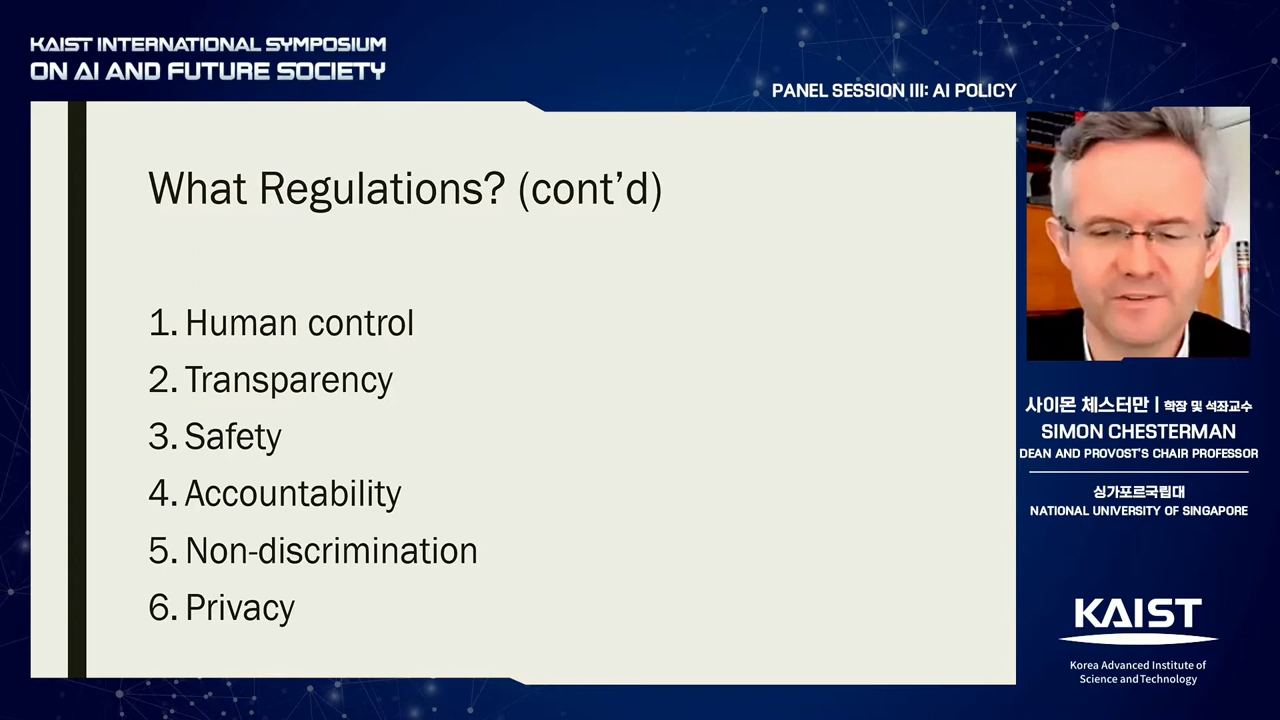 KAIST INTERNATIONAL SYMPOSIUM
ON AI AND FUTURE SOCIETY
PANEL SESSION III: AI POLICY
What Regulations? (cont’d)
1. Human control
2. Transparency
3. Safety
4. Accountability
5. Non-discrimination
6. Privacy
사이몬 체스터만 | 학장 및 석좌교수
SIMON CHESTERMAN
DEAN AND PROVOST'S CHAIR PROFESSOR
싱가포르국립대
NATIONAL UNIVERSITY OF SINGAPORE
KAIST
Korea Advanced Institute of
Science and Technology